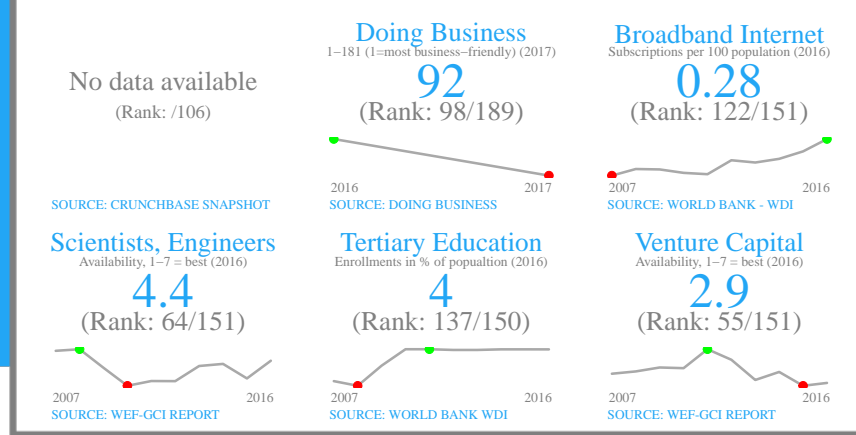 No data available
(Rank: /106)
SOURCE: CRUNCHBASE SNAPSHOT
Doing Business
1−181 (1=most business−friendly) (2017)
92
(Rank: 98/189)
2016 2017
SOURCE: DOING BUSINESS
Broadband Internet
Subscriptions per 100 population (2016)
0.28
(Rank: 122/151)
2007 2016
SOURCE: WORLD BANK - WDI
Scientists, Engineers
Availability, 1−7 = best (2016)
4.4
(Rank: 64/151)
2007 2016
SOURCE: WEF-GCI REPORT
Tertiary Education
Enrollments in % of popualtion (2016)
4
(Rank: 137/150)
2007 2016
SOURCE: WORLD BANK WDI
Venture Capital
Availability, 1−7 = best (2016)
2.9
(Rank: 55/151)
2007 2016
SOURCE: WEF-GCI REPORT